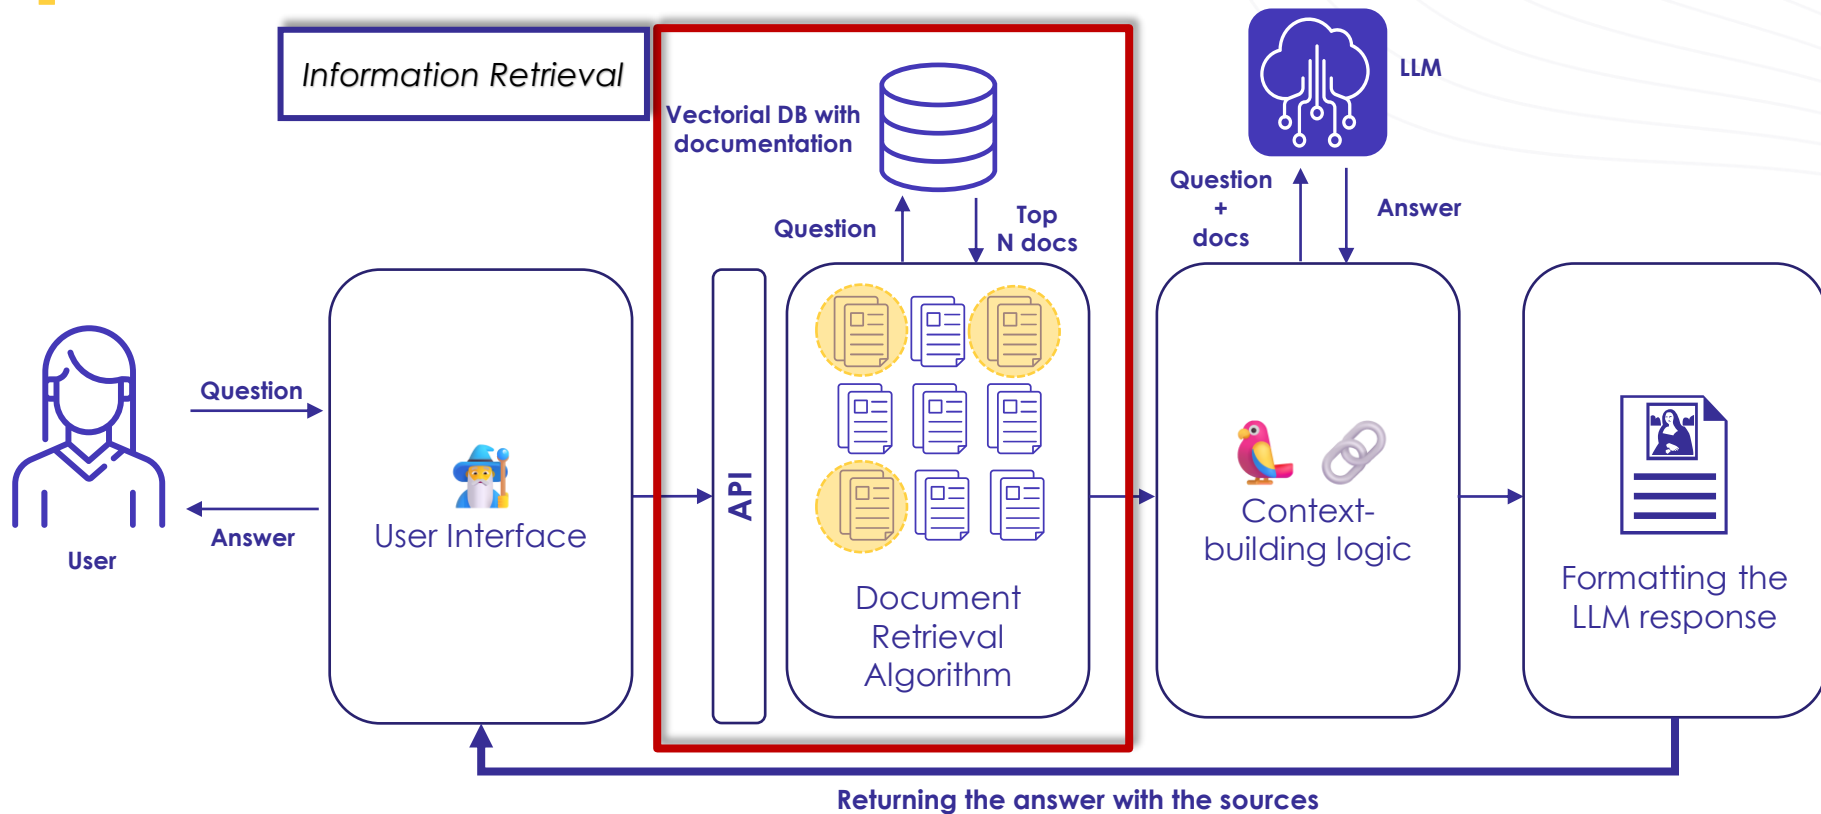 Information Retrieval
Vectorial DB with
documentation
LLM
Question
Top
N docs
Question
+
docs
Answer
Question
Answer
User
User Interface
API
Document
Retrieval
Algorithm
Context-
building logic
Formatting the
LLM response
Returning the answer with the sources